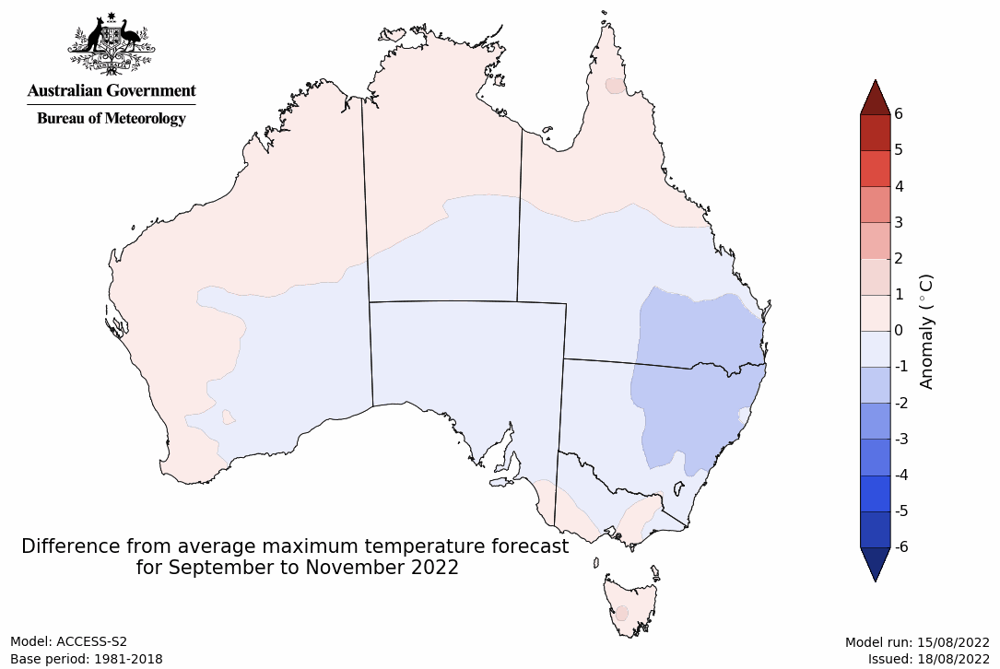 Australian Government
Bureau of Meteorology
6
5
4
3
2
1
0
-1
-2
-3
-4
-5
-6
Anomaly (°C)
Difference from average maximum temperature forecast
for September to November 2022
Model: ACCESS-S2
Base period: 1981-2018
Model run: 15/08/2022
Issued: 18/08/2022